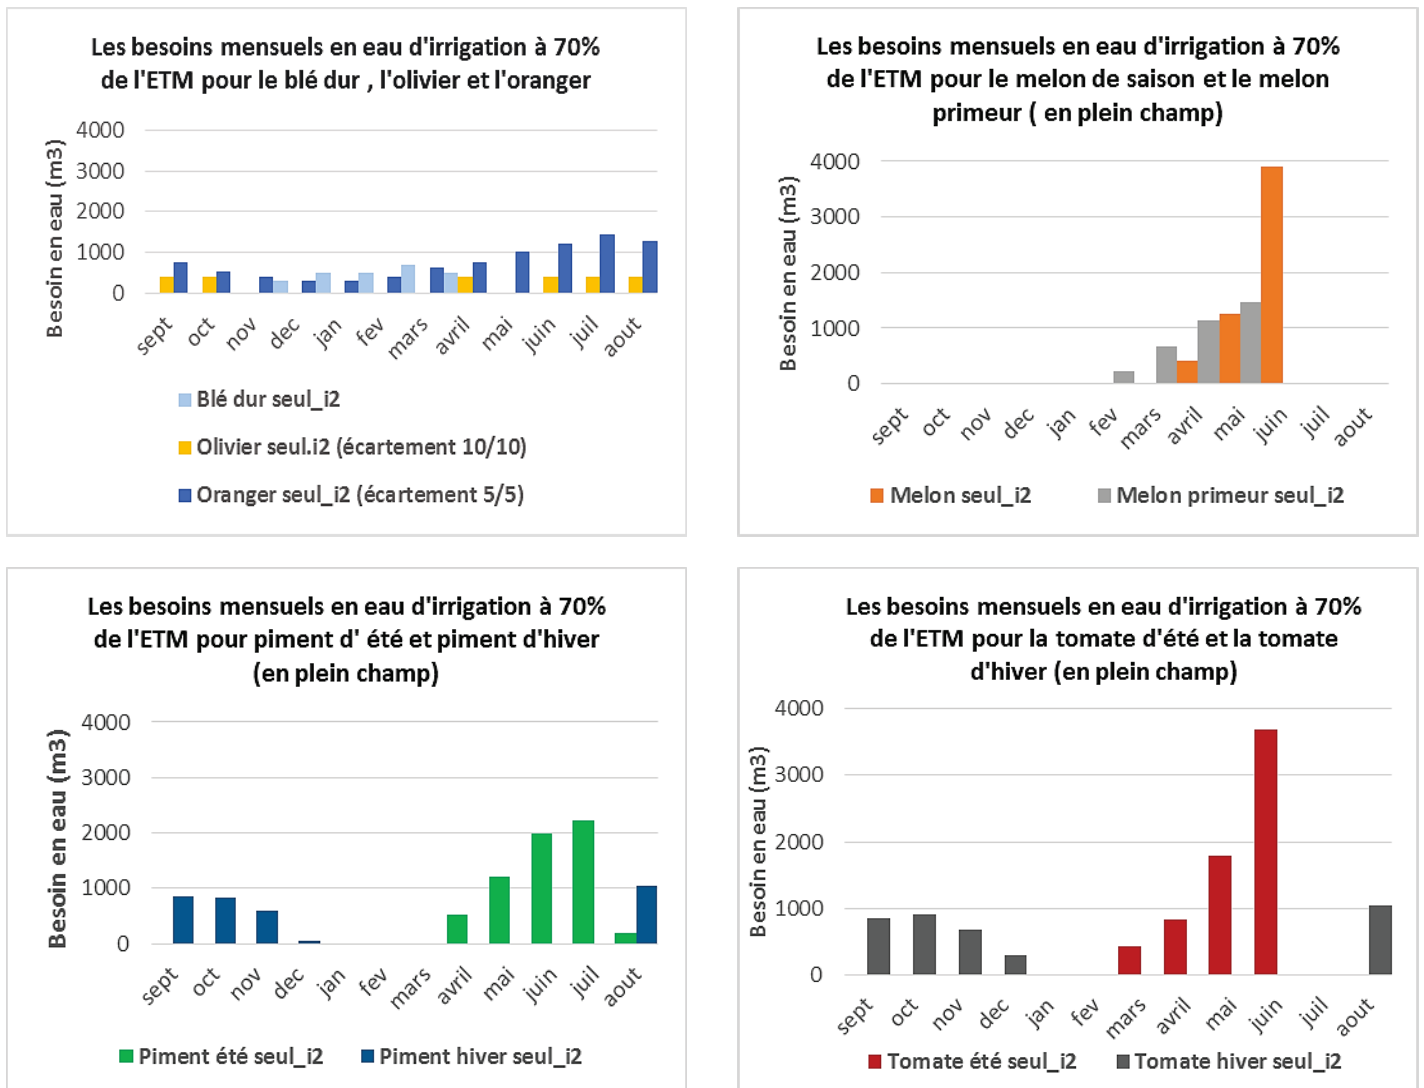 Les besoins mensuels en eau d'irrigation à 70%
de l'ETM pour le blé dur , l'olivier et l'oranger
Besoin en eau (m3)
4000
3000
2000
1000
0
sept
oct
nov
dec
jan
fev
mars
avril
mai
juin
juil
aout
Blé dur seul_i2
Olivier seul.i2 (écartement 10/10)
Oranger seul_i2 (écartement 5/5)
Les besoins mensuels en eau d'irrigation à 70%
de l'ETM pour le melon de saison et le melon
primeur ( en plein champ)
Besoin en eau (m3)
4000
3000
2000
1000
0
sept
oct
nov
dec
jan
fev
mars
avril
mai
juin
juil
aout
Melon seul_i2
Melon primeur seul_i2
Les besoins mensuels en eau d'irrigation à 70%
de l'ETM pour piment d' été et piment d'hiver
(en plein champ)
Besoin en eau (m3)
4000
3000
2000
1000
0
sept
oct
nov
dec
jan
fev
mars
avril
mai
juin
juil
aout
Piment été seul_i2
Piment hiver seul_i2
Les besoins mensuels en eau d'irrigation à 70%
de l'ETM pour la tomate d'été et la tomate
d'hiver (en plein champ)
Besoin en eau (m3)
4000
3000
2000
1000
0
sept
oct
nov
dec
jan
fev
mars
avril
mai
juin
juil
aout
Tomate été seul_i2
Tomate hiver seul_i2